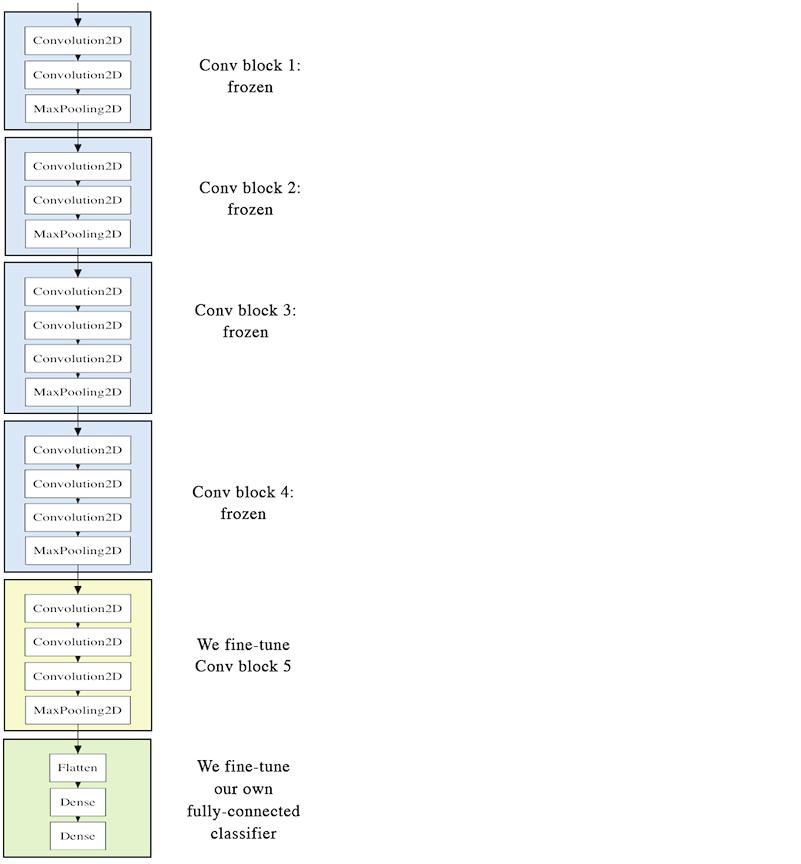 Convolution2D
Convolution2D
MaxPooling2D
Conv block 1:
frozen
Convolution2D
Convolution2D
MaxPooling2D
Conv block 2:
frozen
Convolution2D
Convolution2D
Convolution2D
MaxPooling2D
Conv block 3:
frozen
Convolution2D
Convolution2D
Convolution2D
MaxPooling2D
Conv block 4:
frozen
Convolution2D
Convolution2D
Convolution2D
MaxPooling2D
We fine-tune
Conv block 5
Flatten
Dense
Dense
We fine-tune
our own
fully-connected
classifier